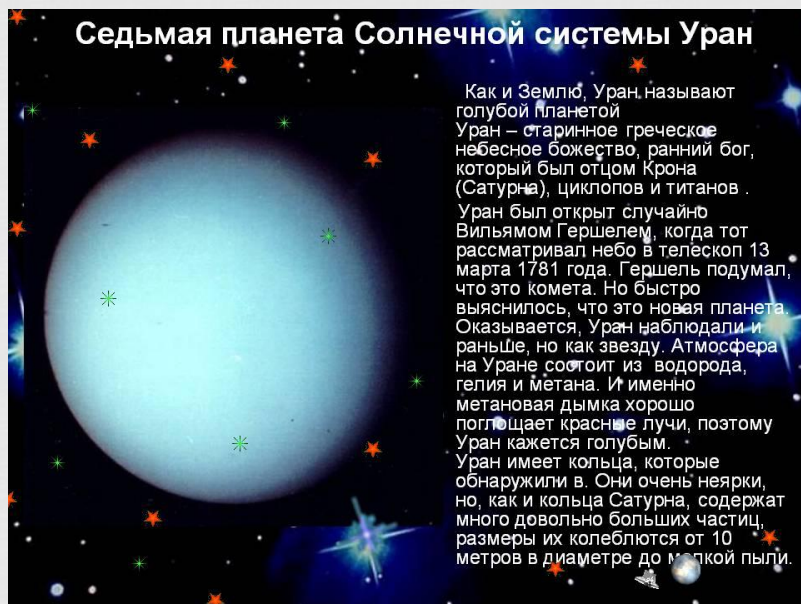 Седьмая планета Солнечной системы Уран
Как и Землю, Уран называют
голубой планетой
Уран – старинное греческое
небесное божество, ранний бог,
который был отцом Крона
(Сатурна), циклопов и титанов .
Уран был открыт случайно
Вильямом Гершелем, когда тот
рассматривал небо в телескоп 13
марта 1781 года. Гершель подумал,
что это комета. Но быстро
выяснилось, что это новая планета.
Оказывается, Уран наблюдали и
раньше, но как звезду. Атмосфера
на Уране состоит из  водорода,
гелия и метана. И именно
метановая дымка хорошо
поглощает красные лучи, поэтому
Уран кажется голубым.
Уран имеет кольца, которые
обнаружили в. Они очень неярки,
но, как и кольца Сатурна, содержат
много довольно больших частиц,
размеры их колеблются от 10
метров в диаметре до мелкой пыли.